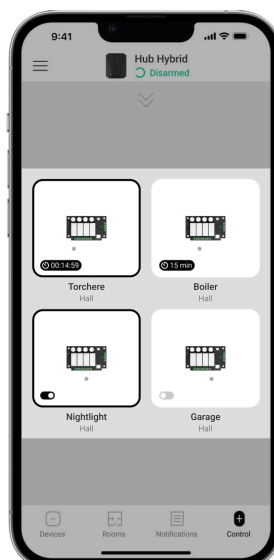 9:41
Hub Hybrid
Disarmed
00:14:59
15 min
Torchere
Hall
Boiler
Hall
Nightlight
Hall
Garage
Hall
Devices
Rooms
Notifications
Control